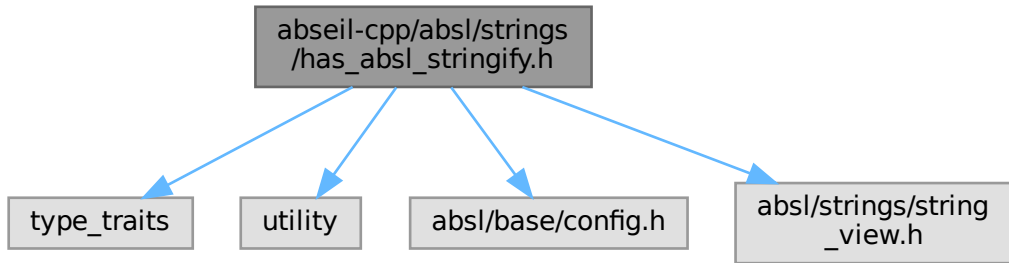 abseil-cpp/absl/strings
/has_absl_stringify.h
type_traits
utility
absl/base/config.h
absl/strings/string
_view.h